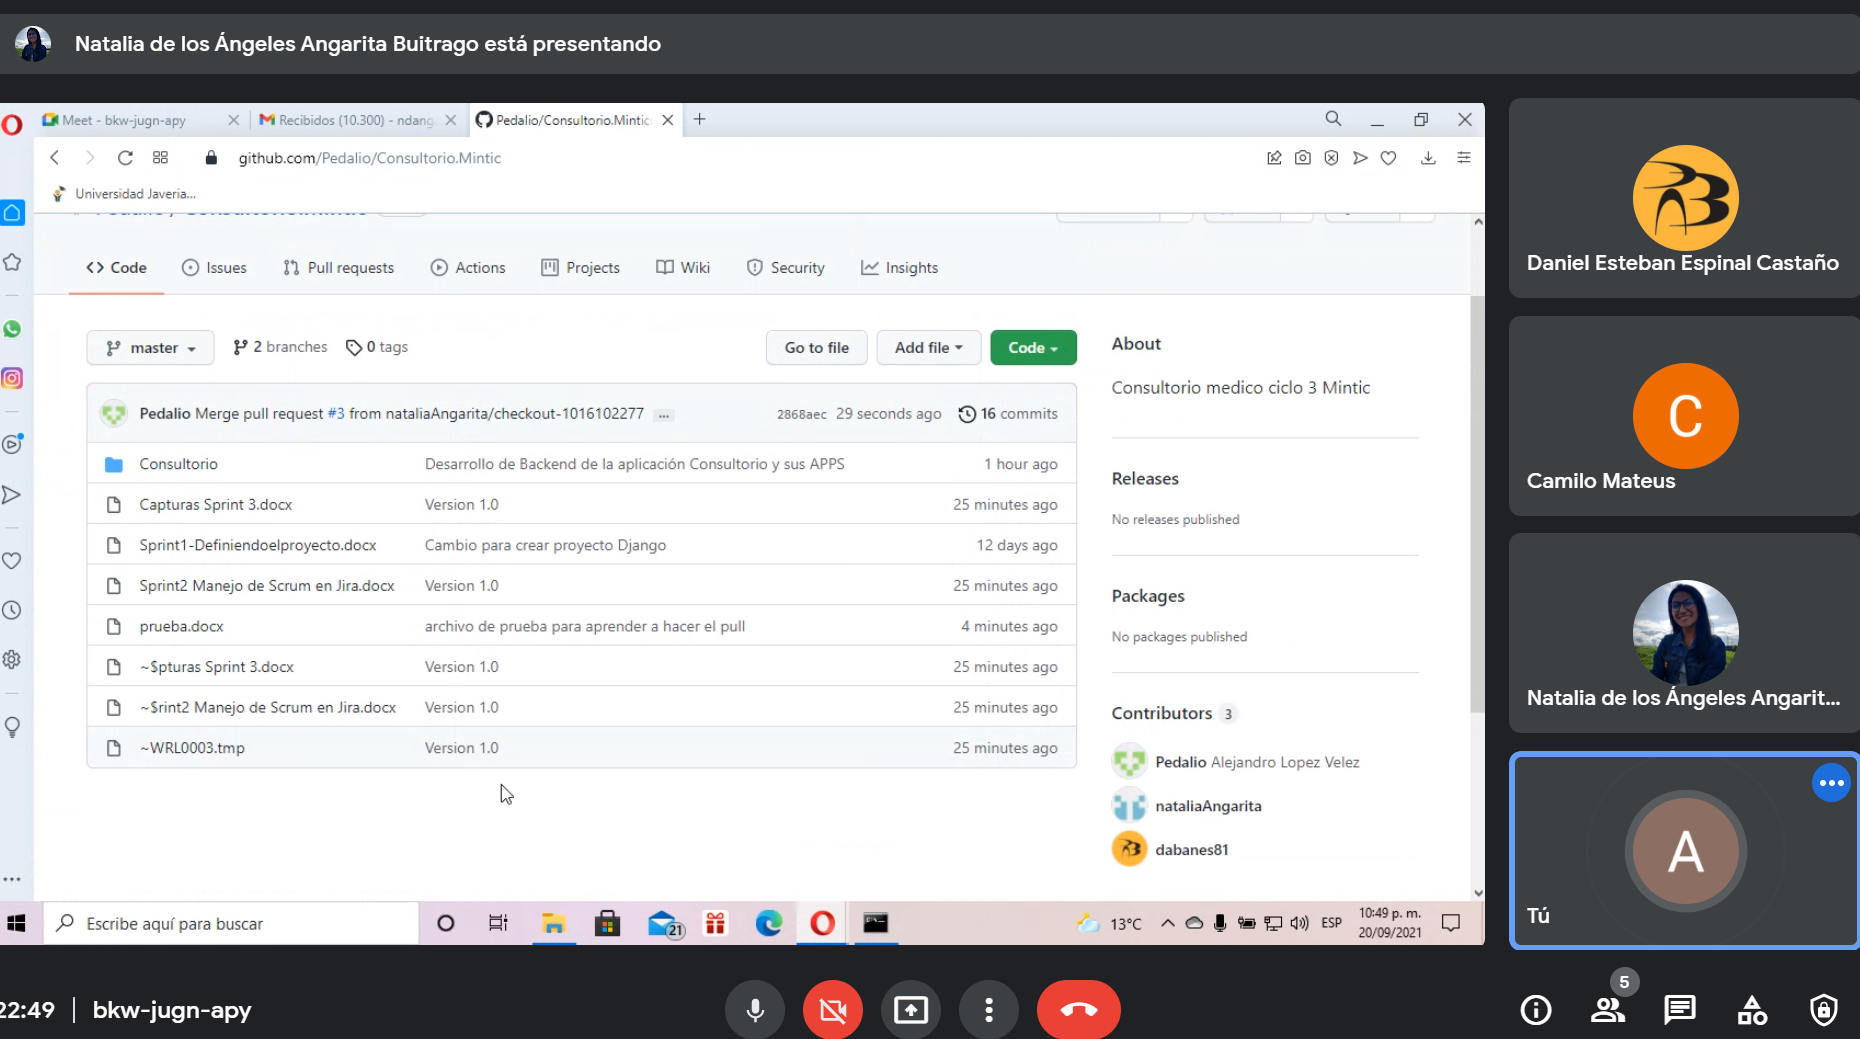 Natalia de los Ángeles Angarita Buitrago está presentando
Meet - bkw-jugn-apy
Recibidos (10.300) - ndang
Pedalio/Consultorio.Mintic
github.com/Pedalio/Consultorio.Mintic
Universidad Javeria...
Code
Issues
Pull requests
Actions
Projects
Wiki
Security
Insights
master
2 branches
0 tags
Go to file
Add file
Code
Pedalio Merge pull request #3 from nataliaAngarita/checkout-1016102277 ...
2868aec 29 seconds ago
16 commits
Consultorio
Desarrollo de Backend de la aplicación Consultorio y sus APPS
1 hour ago
Capturas Sprint 3.docx
Version 1.0
25 minutes ago
Sprint1-Definiendoelproyecto.docx
Cambio para crear proyecto Django
12 days ago
Sprint2 Manejo de Scrum en Jira.docx
Version 1.0
25 minutes ago
prueba.docx
archivo de prueba para aprender a hacer el pull
4 minutes ago
~$pturas Sprint 3.docx
Version 1.0
25 minutes ago
~$rint2 Manejo de Scrum en Jira.docx
Version 1.0
25 minutes ago
~WRL0003.tmp
Version 1.0
25 minutes ago
About
Consultorio medico ciclo 3 Mintic
Releases
No releases published
Packages
No packages published
Contributors 3
Pedalio Alejandro Lopez Velez
nataliaAngarita
dabanes81
Daniel Esteban Espinal Castaño
C
Camilo Mateus
Natalia de los Ángeles Angarit...
A
Tú
Escribe aquí para buscar
21
13°C
ESP
10:49 p. m.
20/09/2021
22:49
bkw-jugn-apy
5